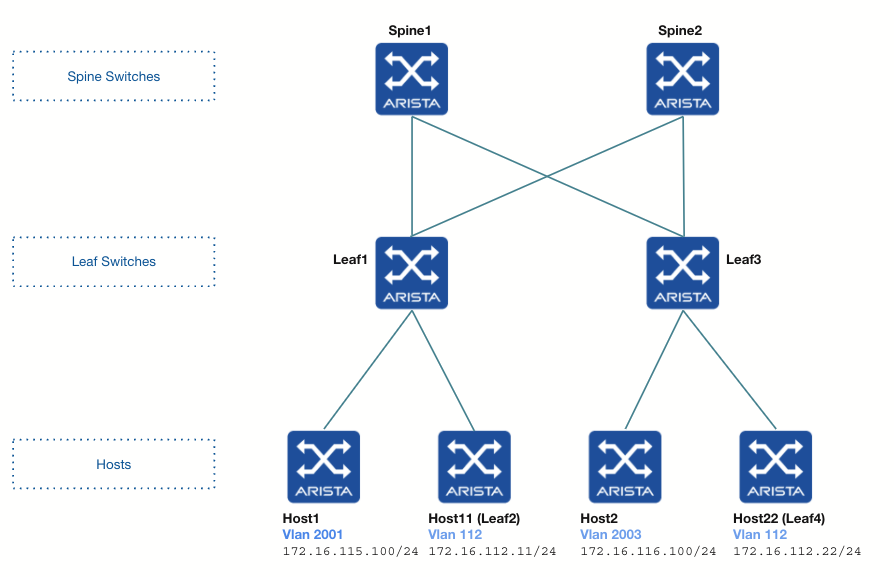 Spine1
Spine2
Spine Switches
ARISTA
ARISTA
Leaf Switches
Leaf1
Leaf3
ARISTA
ARISTA
Hosts
ARISTA
ARISTA
ARISTA
ARISTA
Host1
Vlan 2001
172.16.115.100/24
Host11 (Leaf2)
Vlan 112
172.16.112.11/24
Host2
Vlan 2003
172.16.116.100/24
Host22 (Leaf4)
Vlan 112
172.16.112.22/24